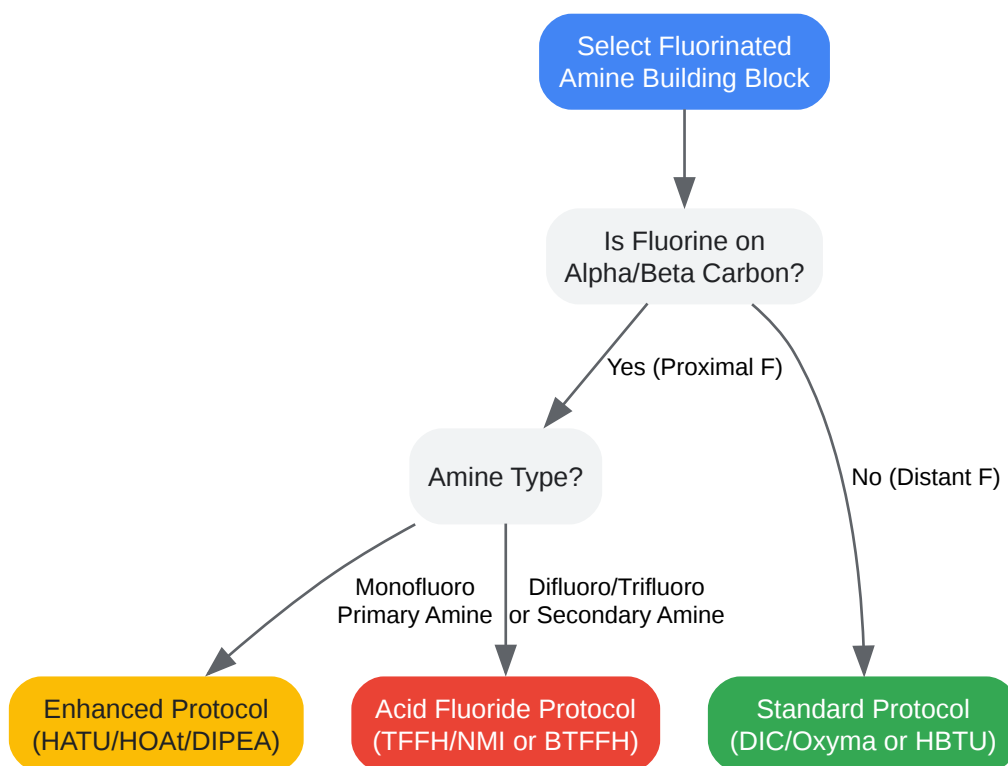 Select Fluorinated
Amine Building Block
Is Fluorine on
Alpha/Beta Carbon?
Yes (Proximal F)
Amine Type?
No (Distant F)
Monofluoro
Primary Amine
Difluoro/Trifluoro
or Secondary Amine
Enhanced Protocol
(HATU/HOAt/DIPEA)
Acid Fluoride Protocol
(TFFH/NMI or BTFFH)
Standard Protocol
(DIC/Oxyma or HBTU)